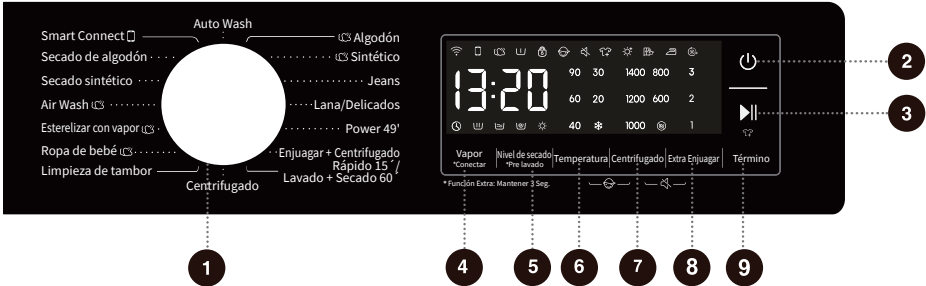 Auto Wash
Smart Connect
Secado de algodón
Secado sintético
Air Wash
Esterelizar con vapor
Ropa de bebé
Limpieza de tambor
Algodón
Sintético
Jeans
Lana/Delicados
Power 49'
Enjuagar + Centrifugado
Rápido 15´/
Lavado + Secado 60´
Centrifugado
13:20
90 30 1400 800 3
60 20 1200 600 2
40 1000 1
Vapor
*Conectar
Nivel de secado
*Pre lavado
Temperatura
Centrifugado
Extra Enjuagar
Término
* Función Extra: Mantener 3 Seg.
1
2
3
4
5
6
7
8
9